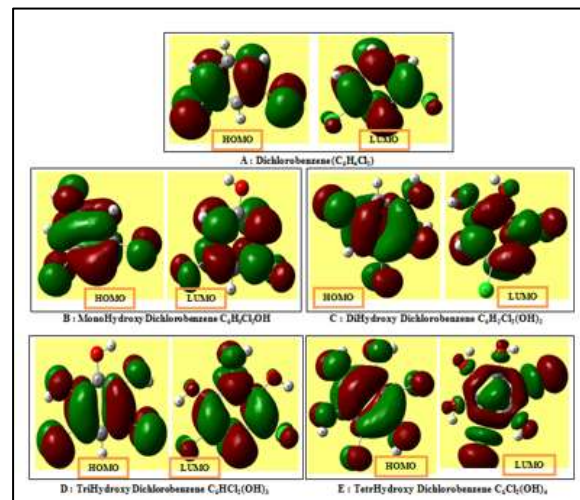 HOMO
LUMO
A : Dichlorobenzene(C₆H₄Cl₂)
HOMO
LUMO
B : MonoHydroxy Dichlorobenzene C₆H₃Cl₂OH
HOMO
LUMO
C : DiHydroxy Dichlorobenzene C₆H₂Cl₂(OH)₂
HOMO
LUMO
D : TriHydroxy Dichlorobenzene C₆HCl₂(OH)₃
HOMO
LUMO
E : TetrHydroxy Dichlorobenzene C₆Cl₂(OH)₄